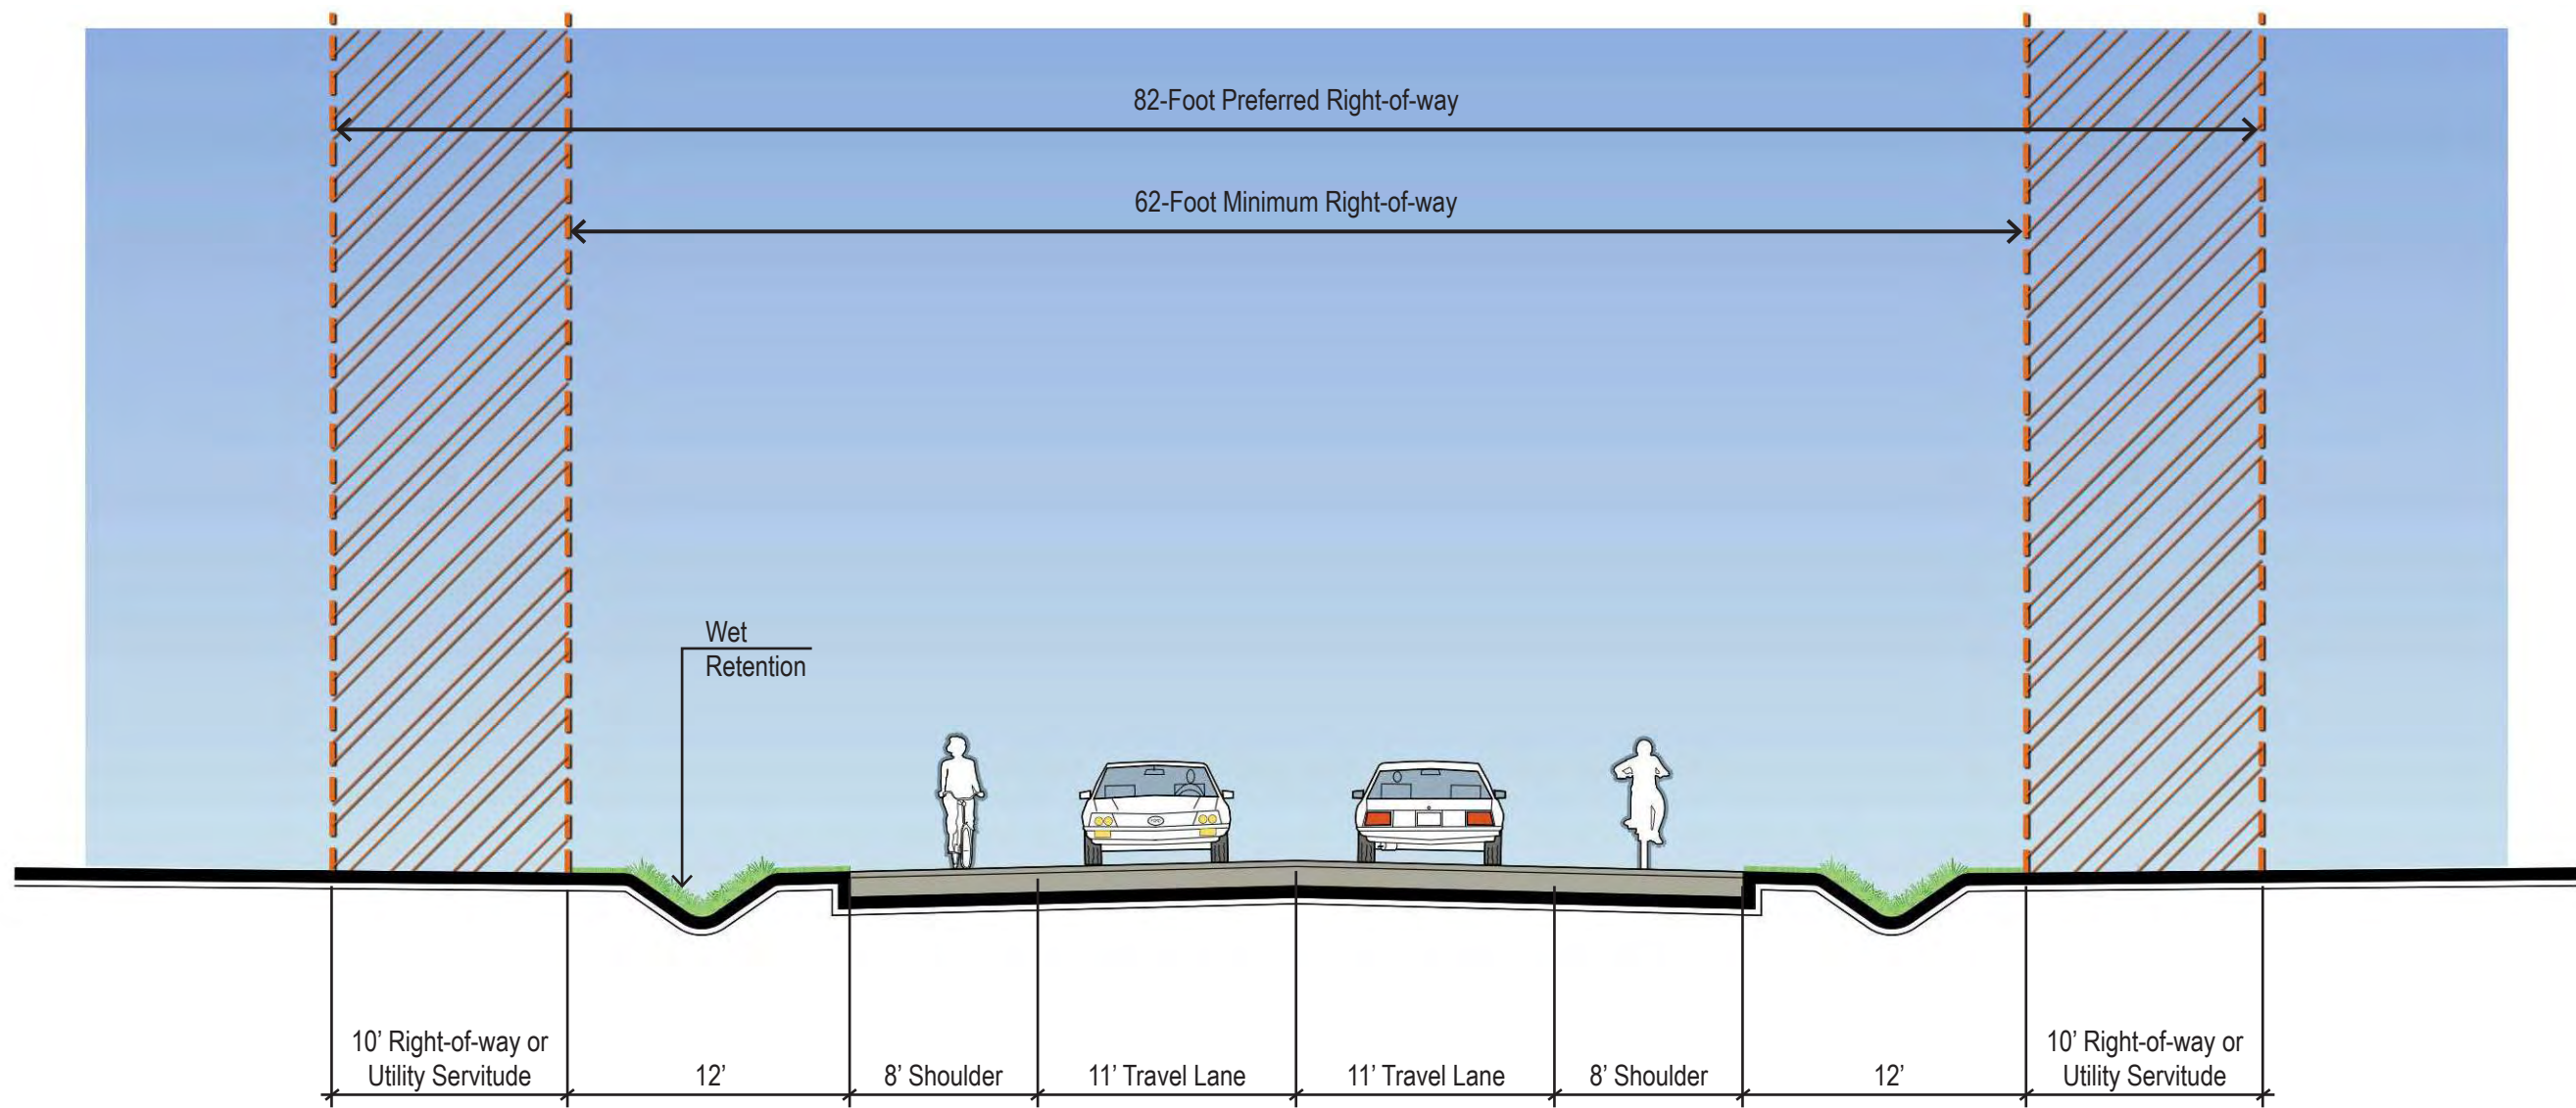 82-Foot Preferred Right-of-way
62-Foot Minimum Right-of-way
Wet
Retention
10’ Right-of-way or
Utility Servitude
12’
8’ Shoulder
11’ Travel Lane
11’ Travel Lane
8’ Shoulder
12’
10’ Right-of-way or
Utility Servitude